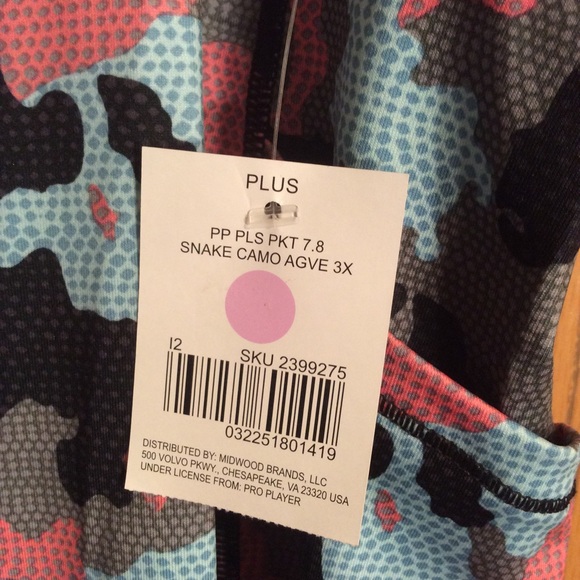 PLUS
PP PLS PKT 7.8
SNAKE CAMO AGVE 3X
I2
SKU 2399275
032251801419
DISTRIBUTED BY: MIDWOOD BRANDS, LLC
500 VOLVO PKWY., CHESAPEAKE, VA 23320 USA
UNDER LICENSE FROM: PRO PLAYER